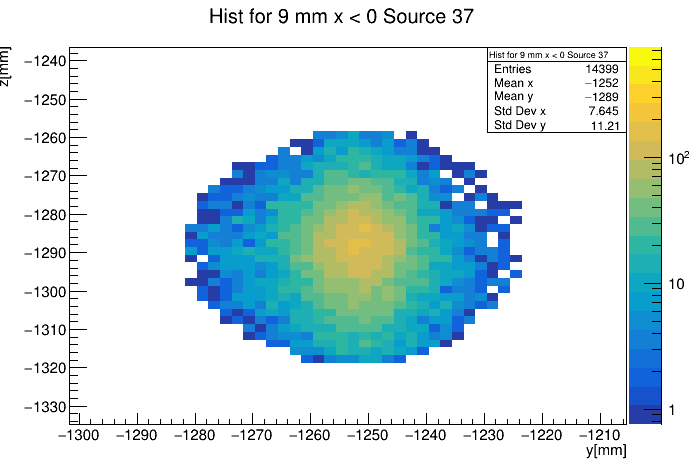 Hist for 9 mm x < 0 Source 37
z[mm]
Hist for 9 mm x < 0 Source 37
Entries 14399
Mean x −1252
Mean y −1289
Std Dev x 7.645
Std Dev y 11.21
−1240
−1250
−1260
−1270
−1280
−1290
−1300
−1310
−1320
−1330
10²
10
1
−1300 −1290 −1280 −1270 −1260 −1250 −1240 −1230 −1220 −1210
y[mm]